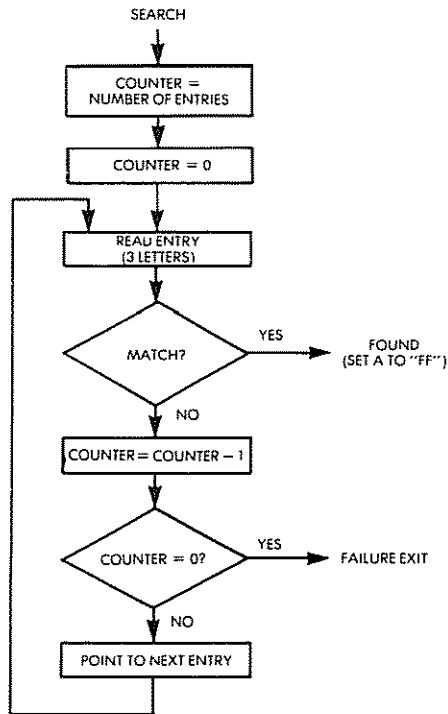 SEARCH
COUNTER =
NUMBER OF ENTRIES
COUNTER = 0
READ ENTRY
(3 LETTERS)
MATCH?
YES
FOUND
(SET A TO "FF")
NO
COUNTER = COUNTER – 1
COUNTER = 0?
YES
FAILURE EXIT
NO
POINT TO NEXT ENTRY